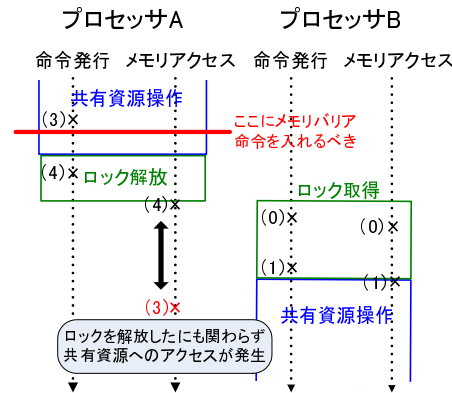 プロセッサA
プロセッサB
命令発行
メモリアクセス
命令発行
メモリアクセス
共有資源操作
(3)×
ここにメモリバリア
命令を入れるべき
(4)×
ロック解放
(4)×
ロック取得
(0)×
(0)×
(1)×
(1)×
(3)×
共有資源操作
ロックを解放したにも関わらず
共有資源へのアクセスが発生